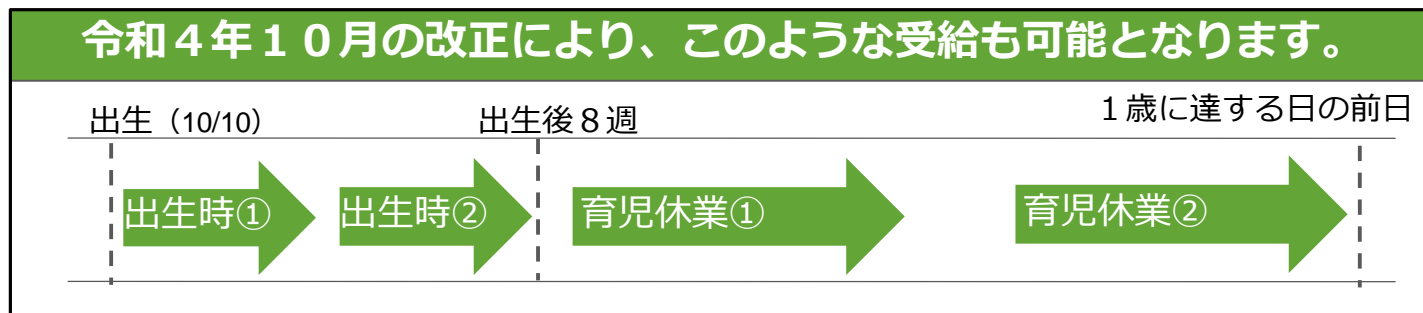 令和４年１０月の改正により、このような受給も可能となります。
出生（10/10）
出生後８週
１歳に達する日の前日
出生時①
出生時②
育児休業①
育児休業②